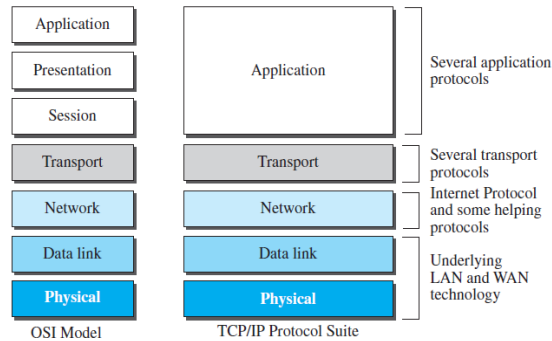 Application
Presentation
Session
Transport
Network
Data link
Physical
OSI Model
Application
Transport
Network
Data link
Physical
TCP/IP Protocol Suite
Several application
protocols
Several transport
protocols
Internet Protocol
and some helping
protocols
Underlying
LAN and WAN
technology